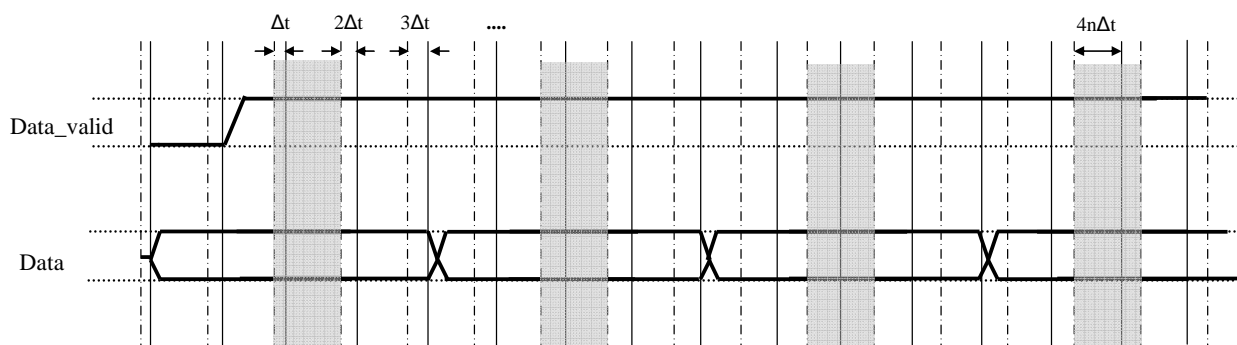 Δt 2Δt 3Δt .... 4nΔt
Data_valid
Data